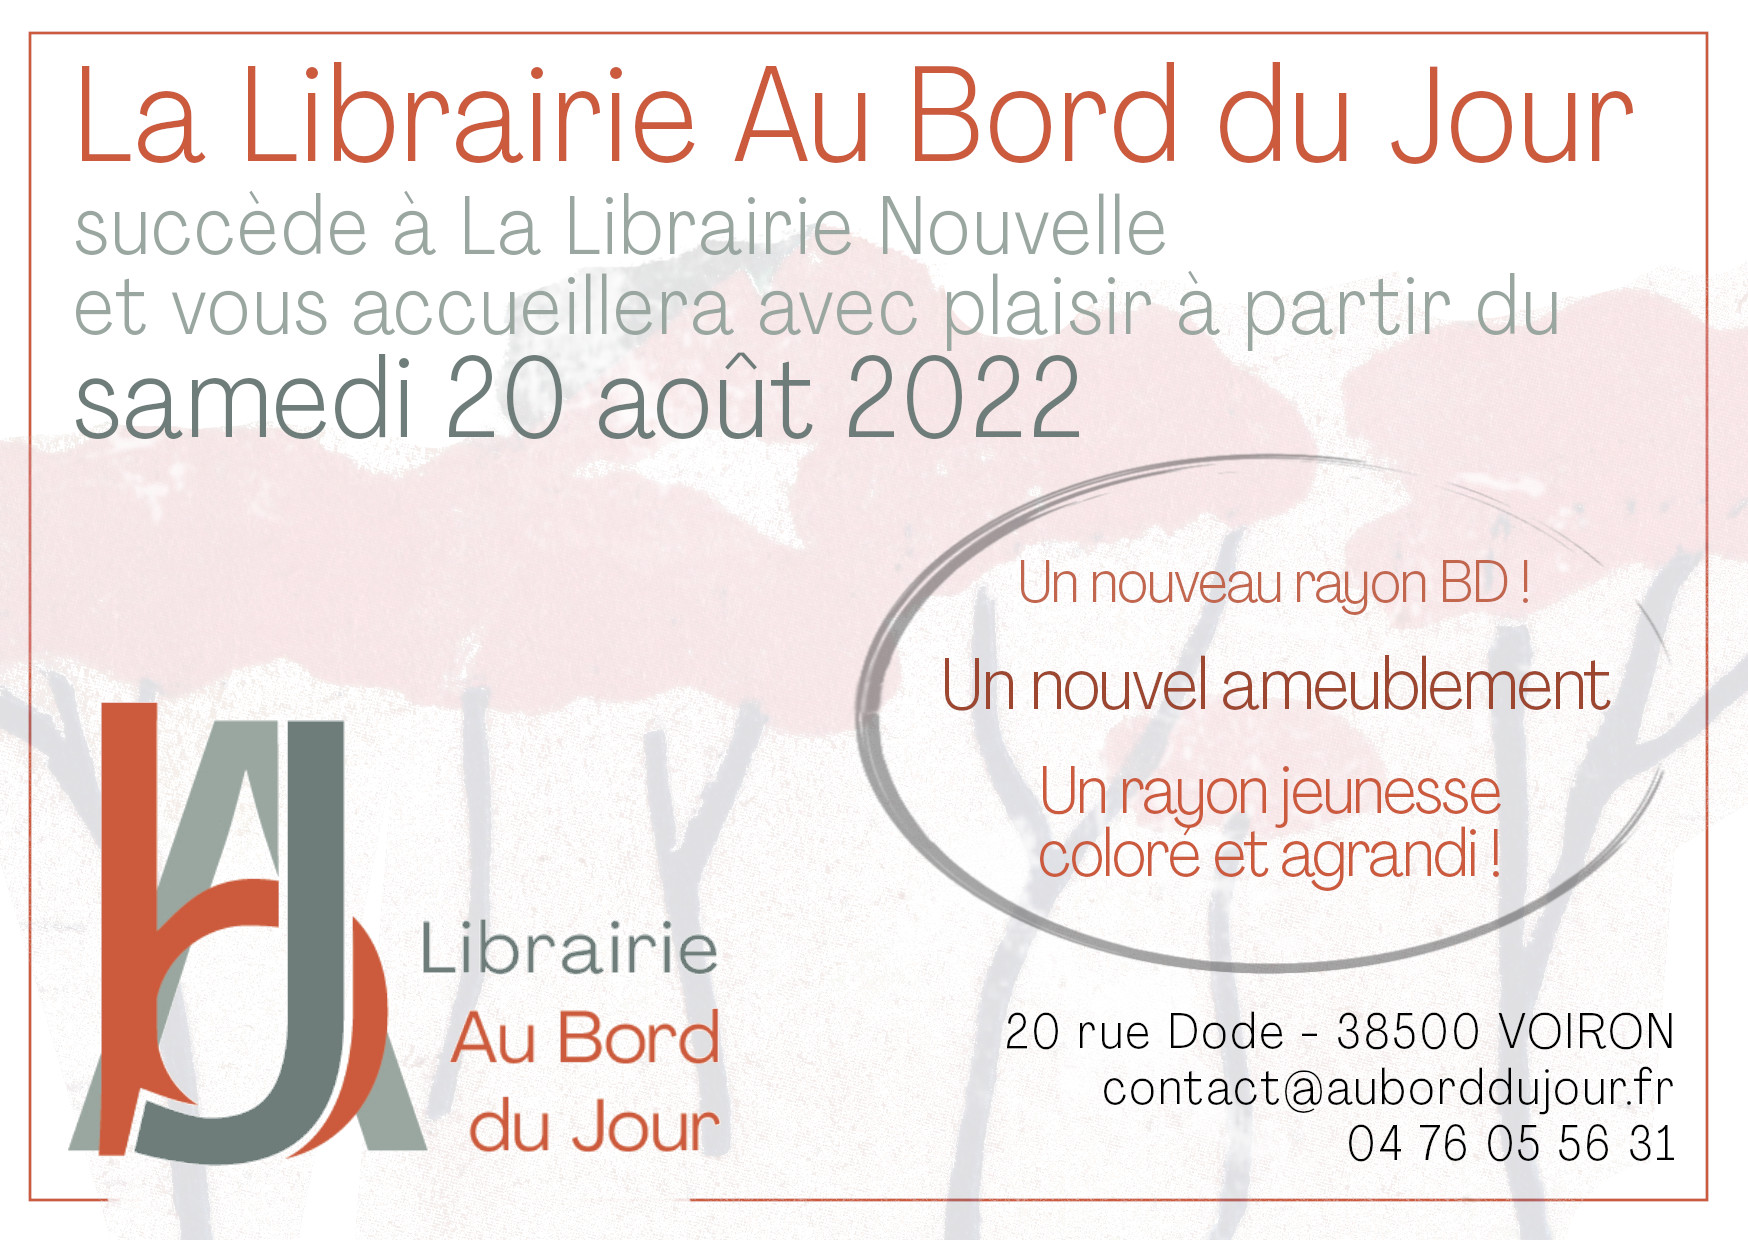 La Librairie Au Bord du Jour
succède à La Librairie Nouvelle
et vous accueillera avec plaisir à partir du
samedi 20 août 2022
Un nouveau rayon BD !
Un nouvel ameublement
Un rayon jeunesse
coloré et agrandi !
AbJ
Librairie
Au Bord
du Jour
20 rue Dode - 38500 VOIRON
contact@auborddujour.fr
04 76 05 56 31